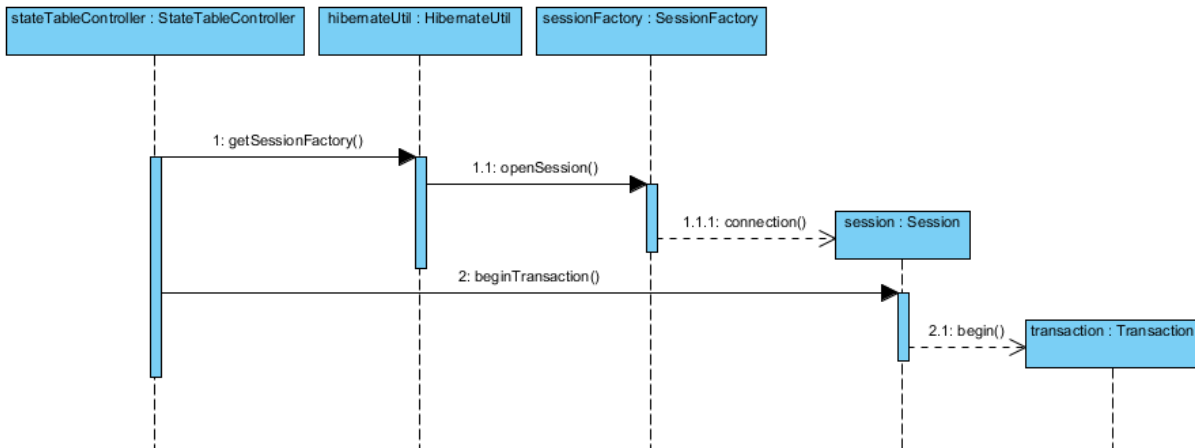 stateTableController : StateTableController
hibernateUtil : HibernateUtil
sessionFactory : SessionFactory
1: getSessionFactory()
1.1: openSession()
1.1.1: connection()
session : Session
2: beginTransaction()
2.1: begin()
transaction : Transaction